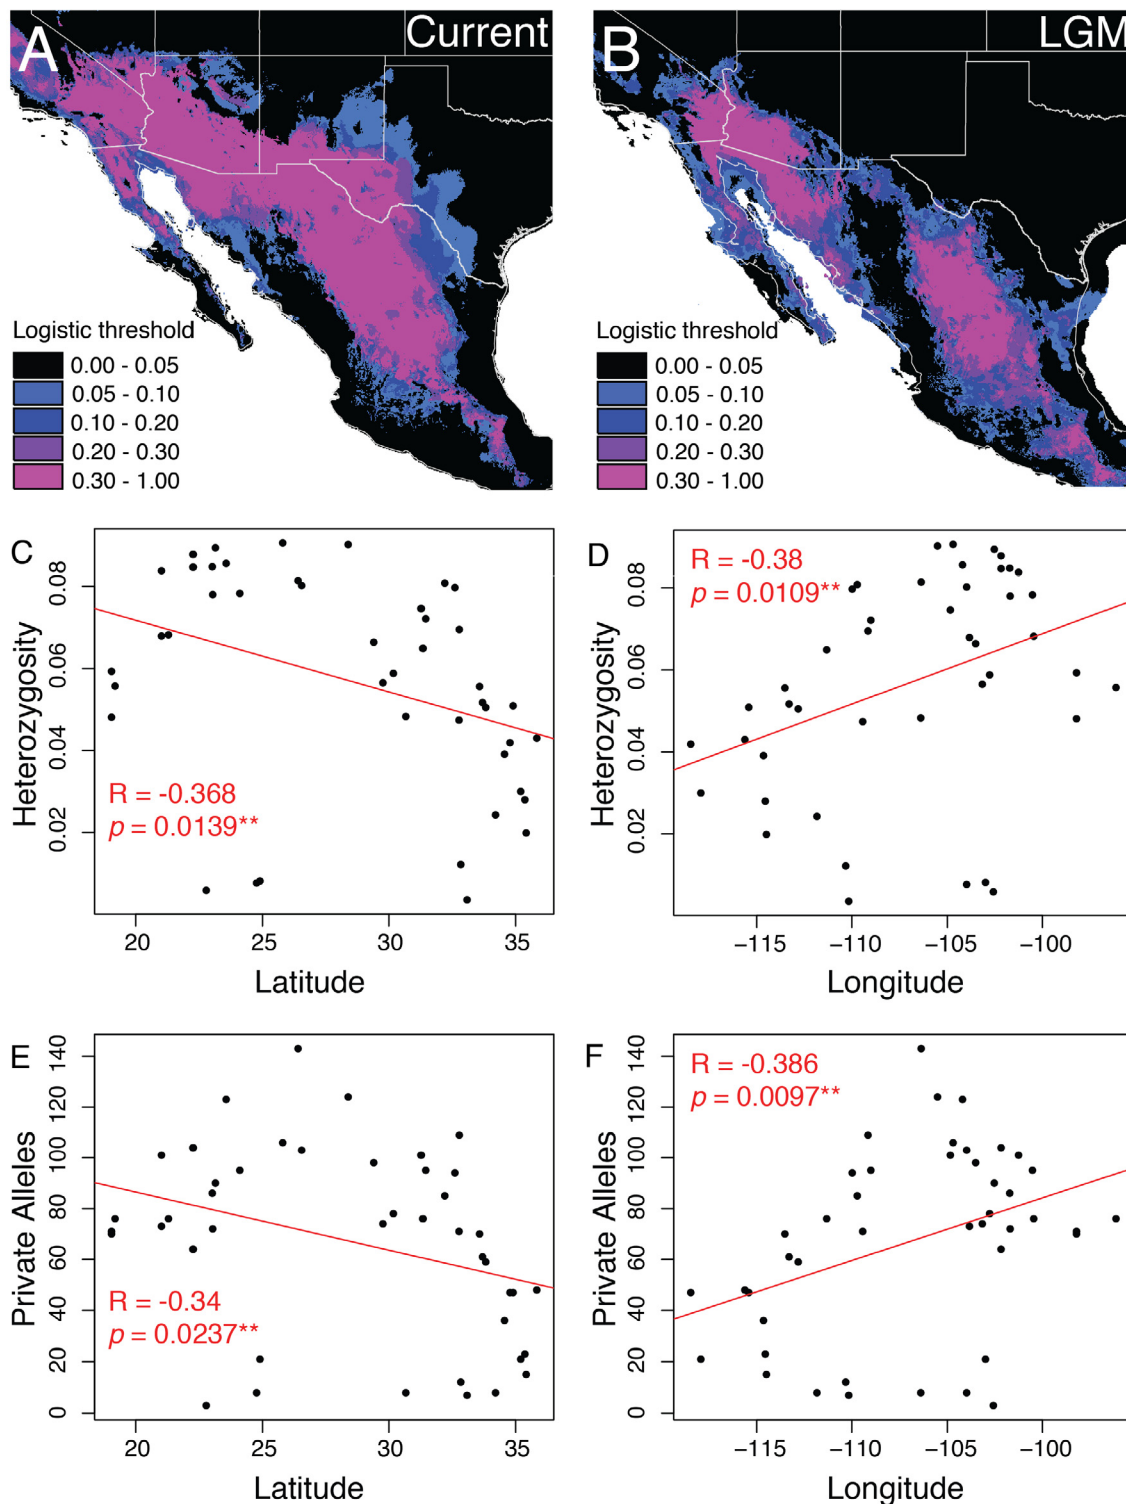 A
Current
Logistic threshold
0.00 - 0.05
0.05 - 0.10
0.10 - 0.20
0.20 - 0.30
0.30 - 1.00
B
LGM
Logistic threshold
0.00 - 0.05
0.05 - 0.10
0.10 - 0.20
0.20 - 0.30
0.30 - 1.00
C
Heterozygosity
0.08
0.06
0.04
0.02
R = -0.368
p = 0.0139**
20 25 30 35
Latitude
D
Heterozygosity
0.08
0.06
0.04
0.02
R = -0.38
p = 0.0109**
−115 −110 −105 −100
Longitude
E
Private Alleles
140
120
100
80
60
40
20
0
R = -0.34
p = 0.0237**
20 25 30 35
Latitude
F
Private Alleles
140
120
100
80
60
40
20
0
R = -0.386
p = 0.0097**
−115 −110 −105 −100
Longitude